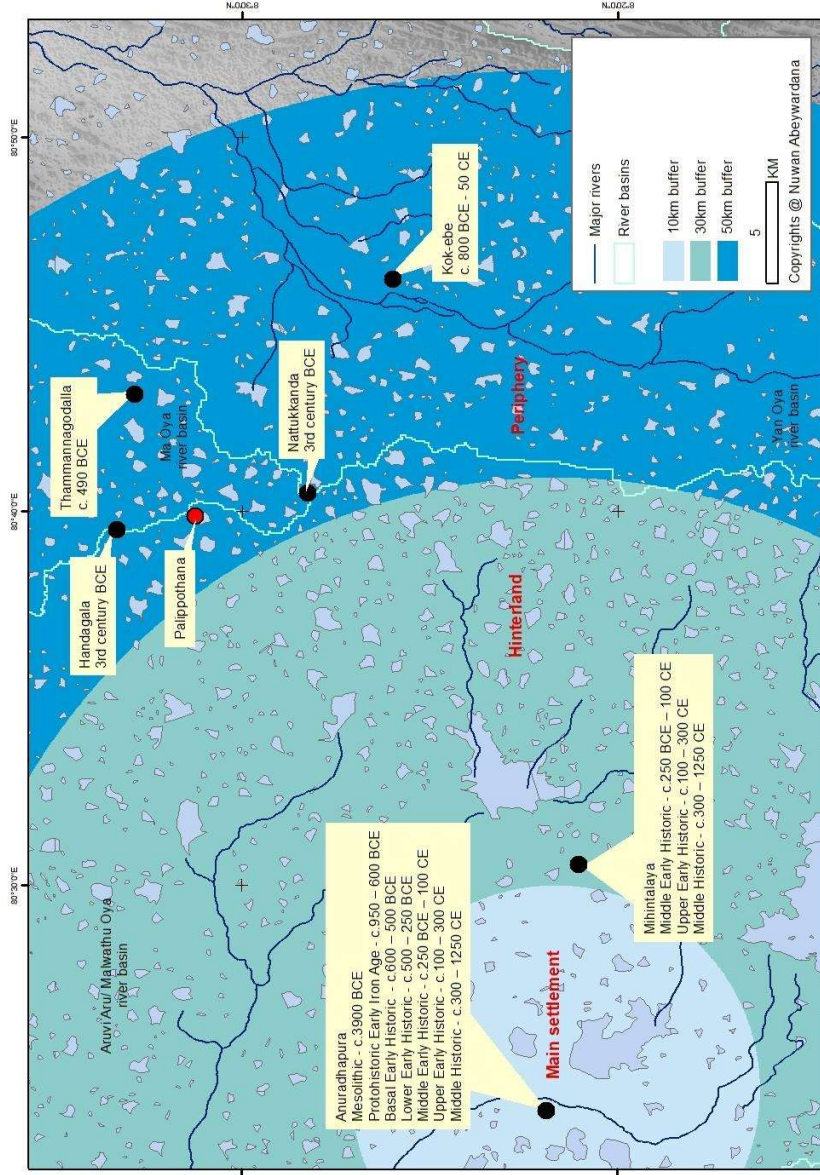 80°30'0"E
80°40'0"E
80°50'0"E
8°30'0"N
8°20'0"N
Aruvi Aru/ Malwathu Oya
river basin
Handagala
3rd century BCE
Thammannagodalla
c. 490 BCE
Ma Oya
river basin
Palippothana
Nattukkanda
3rd century BCE
Kok-ebe
c. 800 BCE - 50 CE
Anuradhapura
Mesolithic - c.3900 BCE
Protohistoric Early Iron Age - c.950 – 600 BCE
Basal Early Historic - c.600 – 500 BCE
Lower Early Historic - c.500 – 250 BCE
Middle Early Historic - c.250 BCE – 100 CE
Upper Early Historic - c.100 – 300 CE
Middle Historic - c.300 – 1250 CE
Main settlement
Hinterland
Periphery
Mihintalaya
Middle Early Historic - c.250 BCE – 100 CE
Upper Early Historic - c.100 – 300 CE
Middle Historic - c.300 – 1250 CE
Yan Oya
river basin
Major rivers
River basins
10km buffer
30km buffer
50km buffer
5
KM
Copyrights @ Nuwan Abeywardana